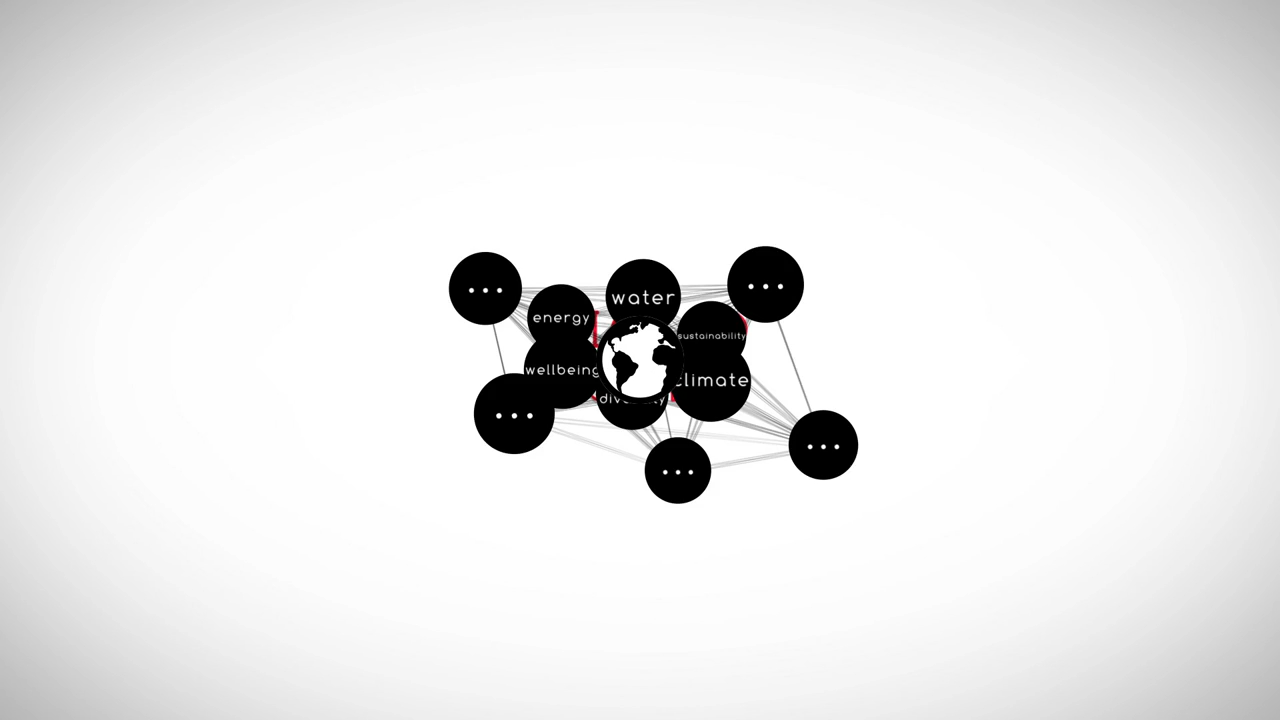 ...
...
water
energy
sustainability
wellbeing
climate
...
...
...